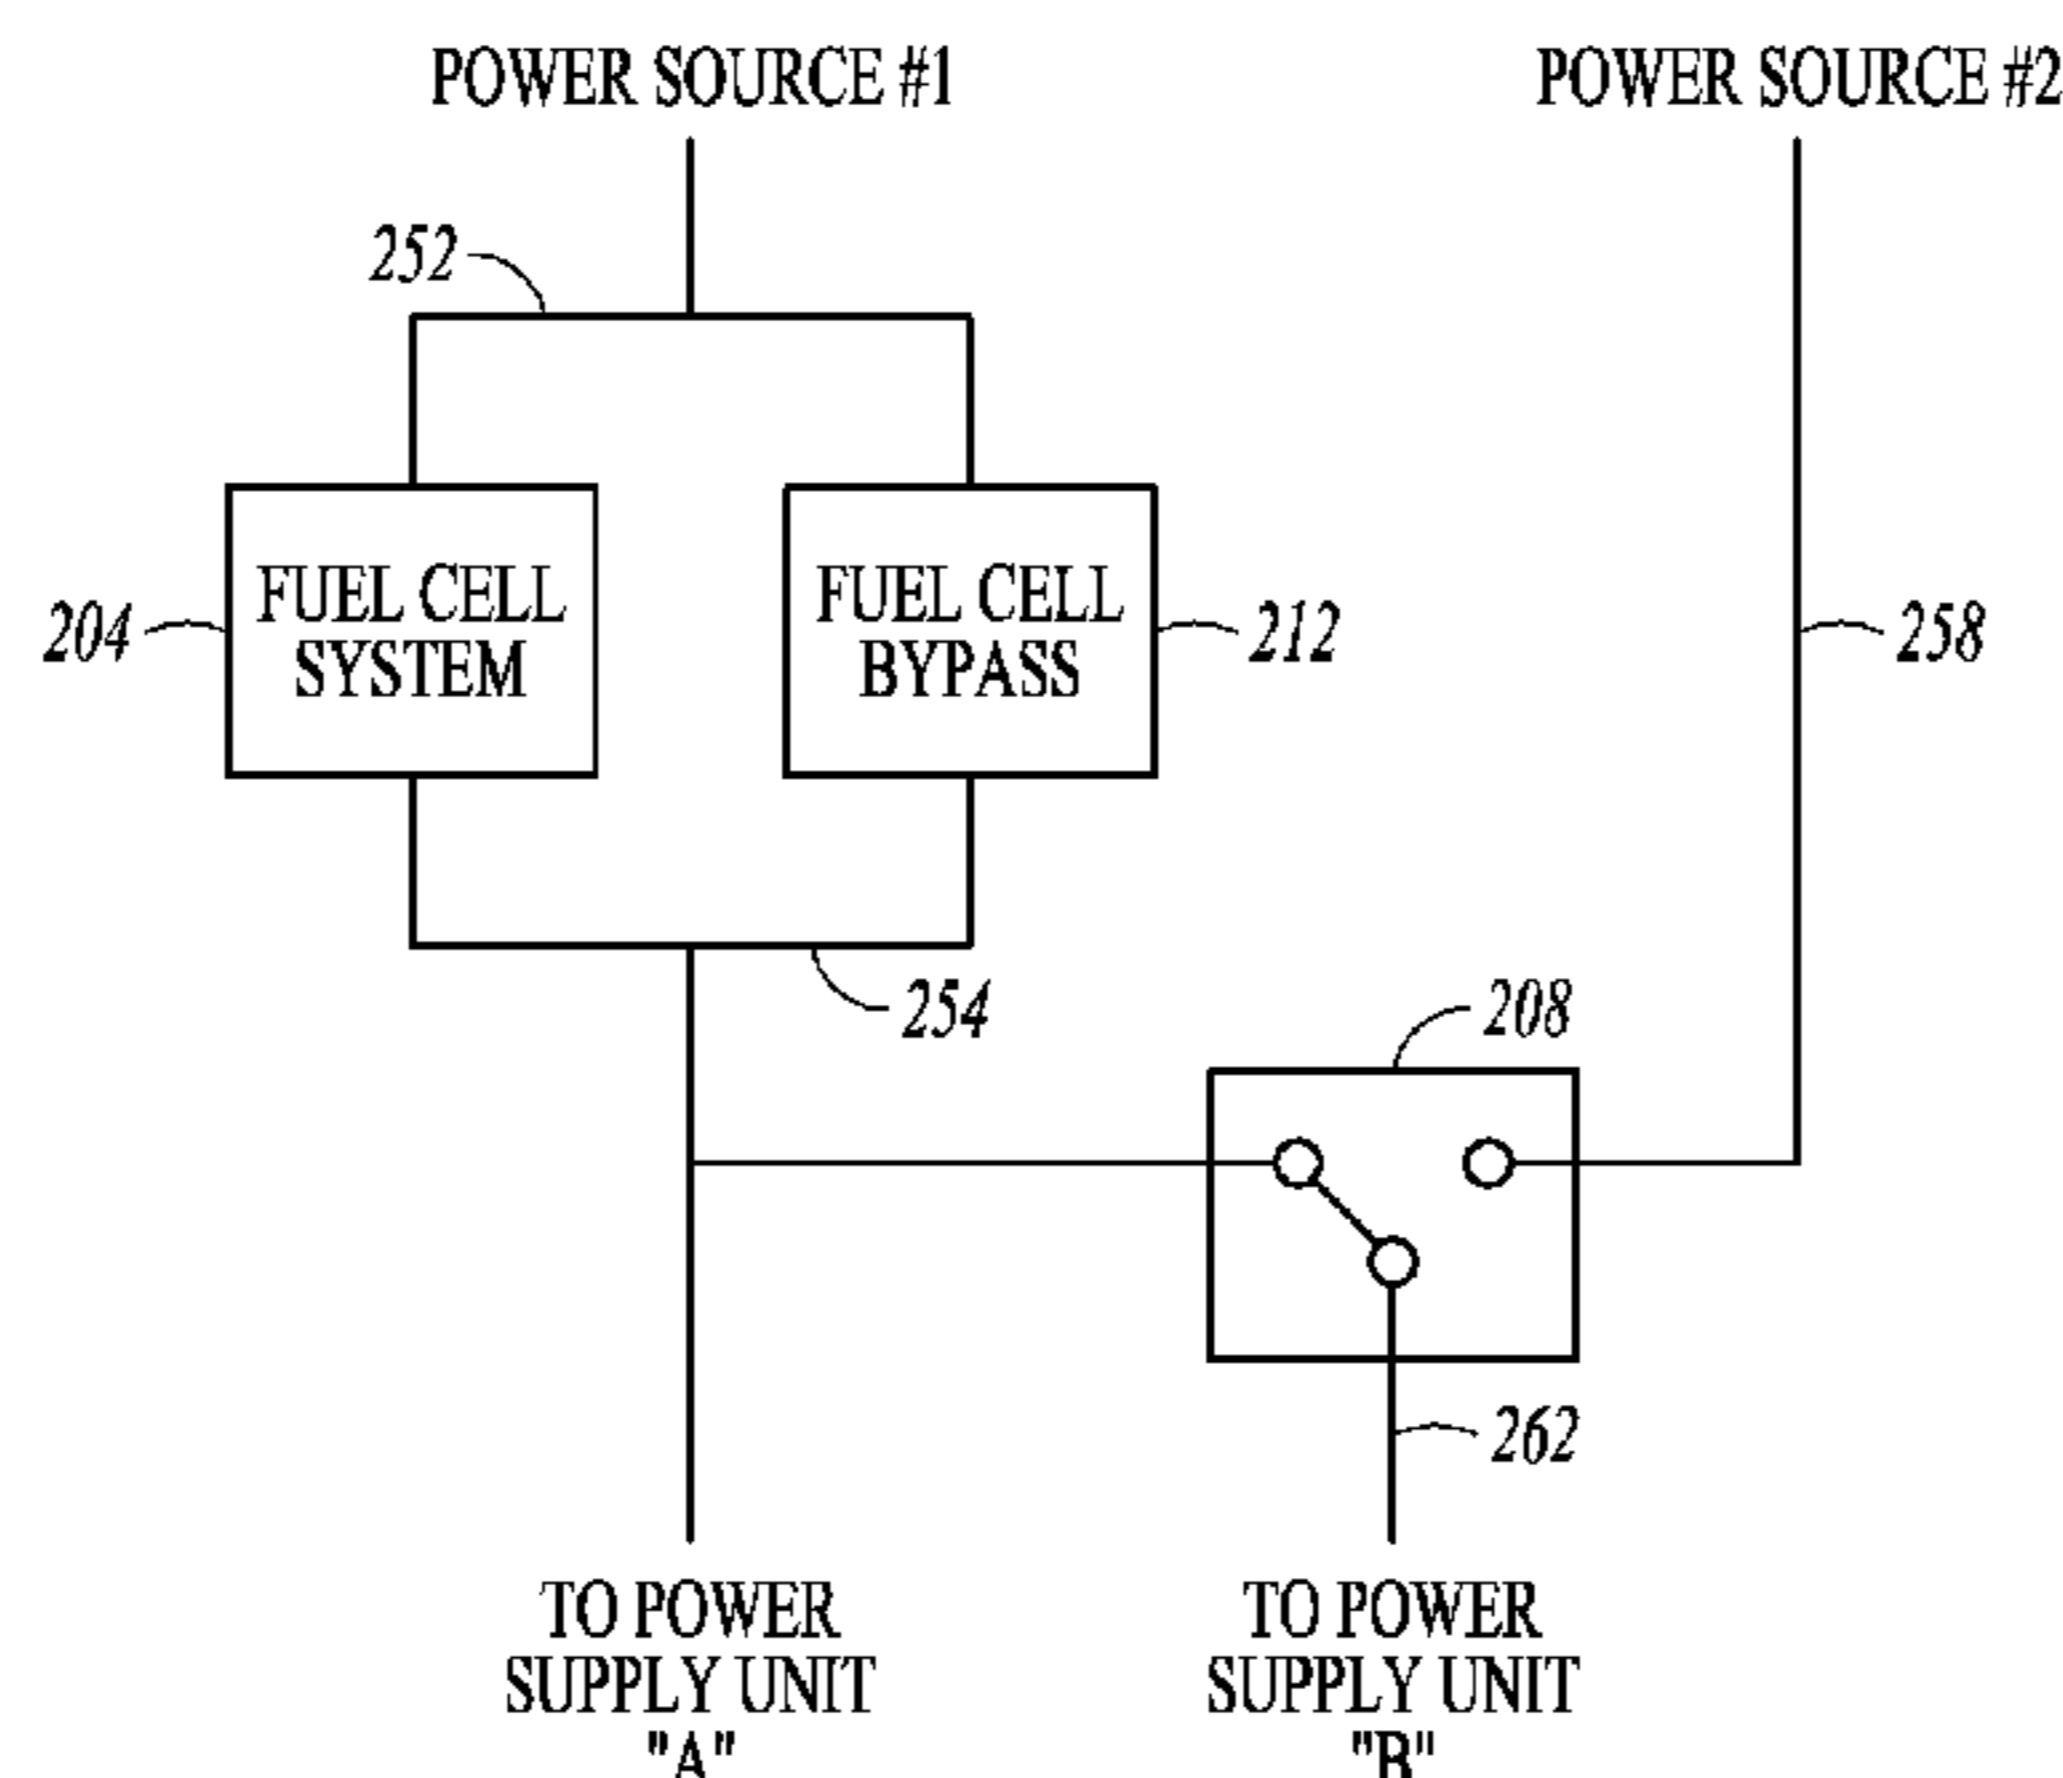 POWER SOURCE #1
POWER SOURCE #2
252
FUEL CELL
SYSTEM
FUEL CELL
BYPASS
204
212
258
254
208
262
TO POWER
SUPPLY UNIT
"A"
TO POWER
SUPPLY UNIT
"B"